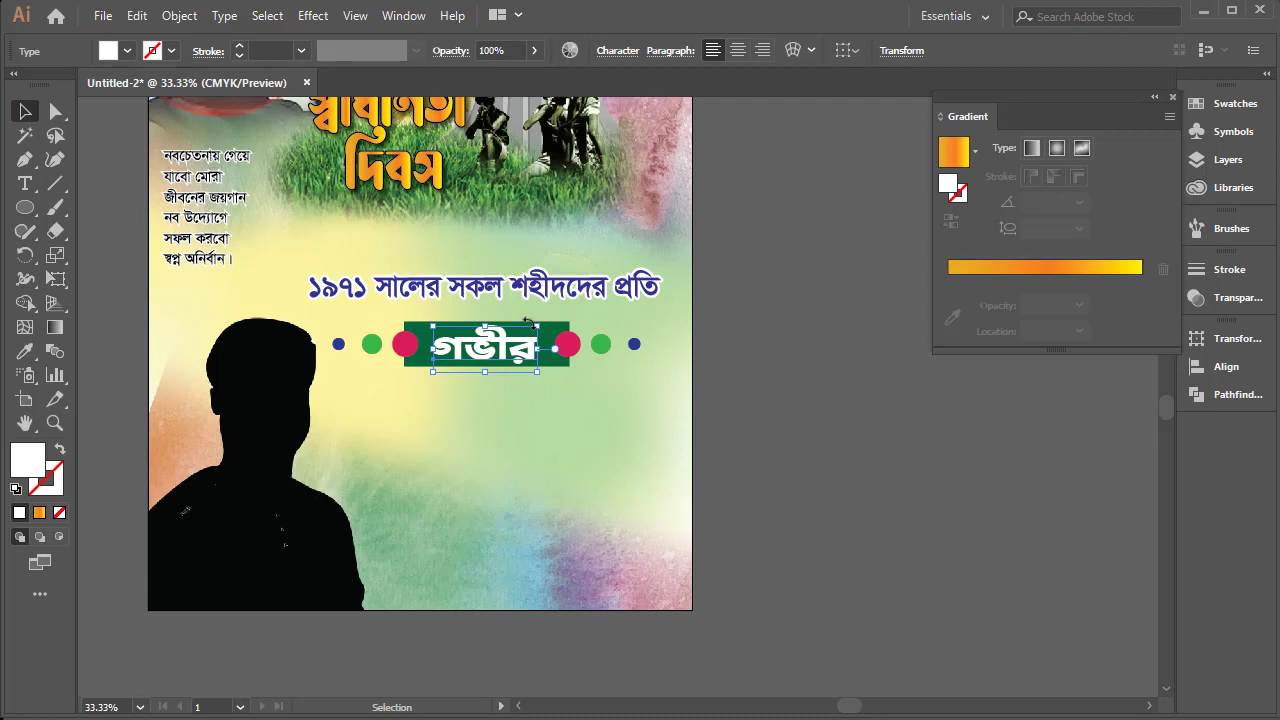 Ai File Edit Object Type Select Effect View Window Help Essentials Search Adobe Stock
Type Stroke: Opacity: 100% Character Paragraph: Transform
Untitled-2* @ 33.33% (CMYK/Preview)
স্বাধীনতা
দিবস
নবচেতনায় গেয়ে
যাবো মোরা
জীবনের জয়গান
নব উদ্যোগে
সফল করবো
স্বপ্ন অনির্বান।
১৯৭১ সালের সকল শহীদদের প্রতি
গভীর
Gradient
Type:
Stroke:
Opacity:
Location:
Swatches
Symbols
Layers
Libraries
Brushes
Stroke
Transpar...
Transfor...
Align
Pathfind...
33.33% 1 Selection